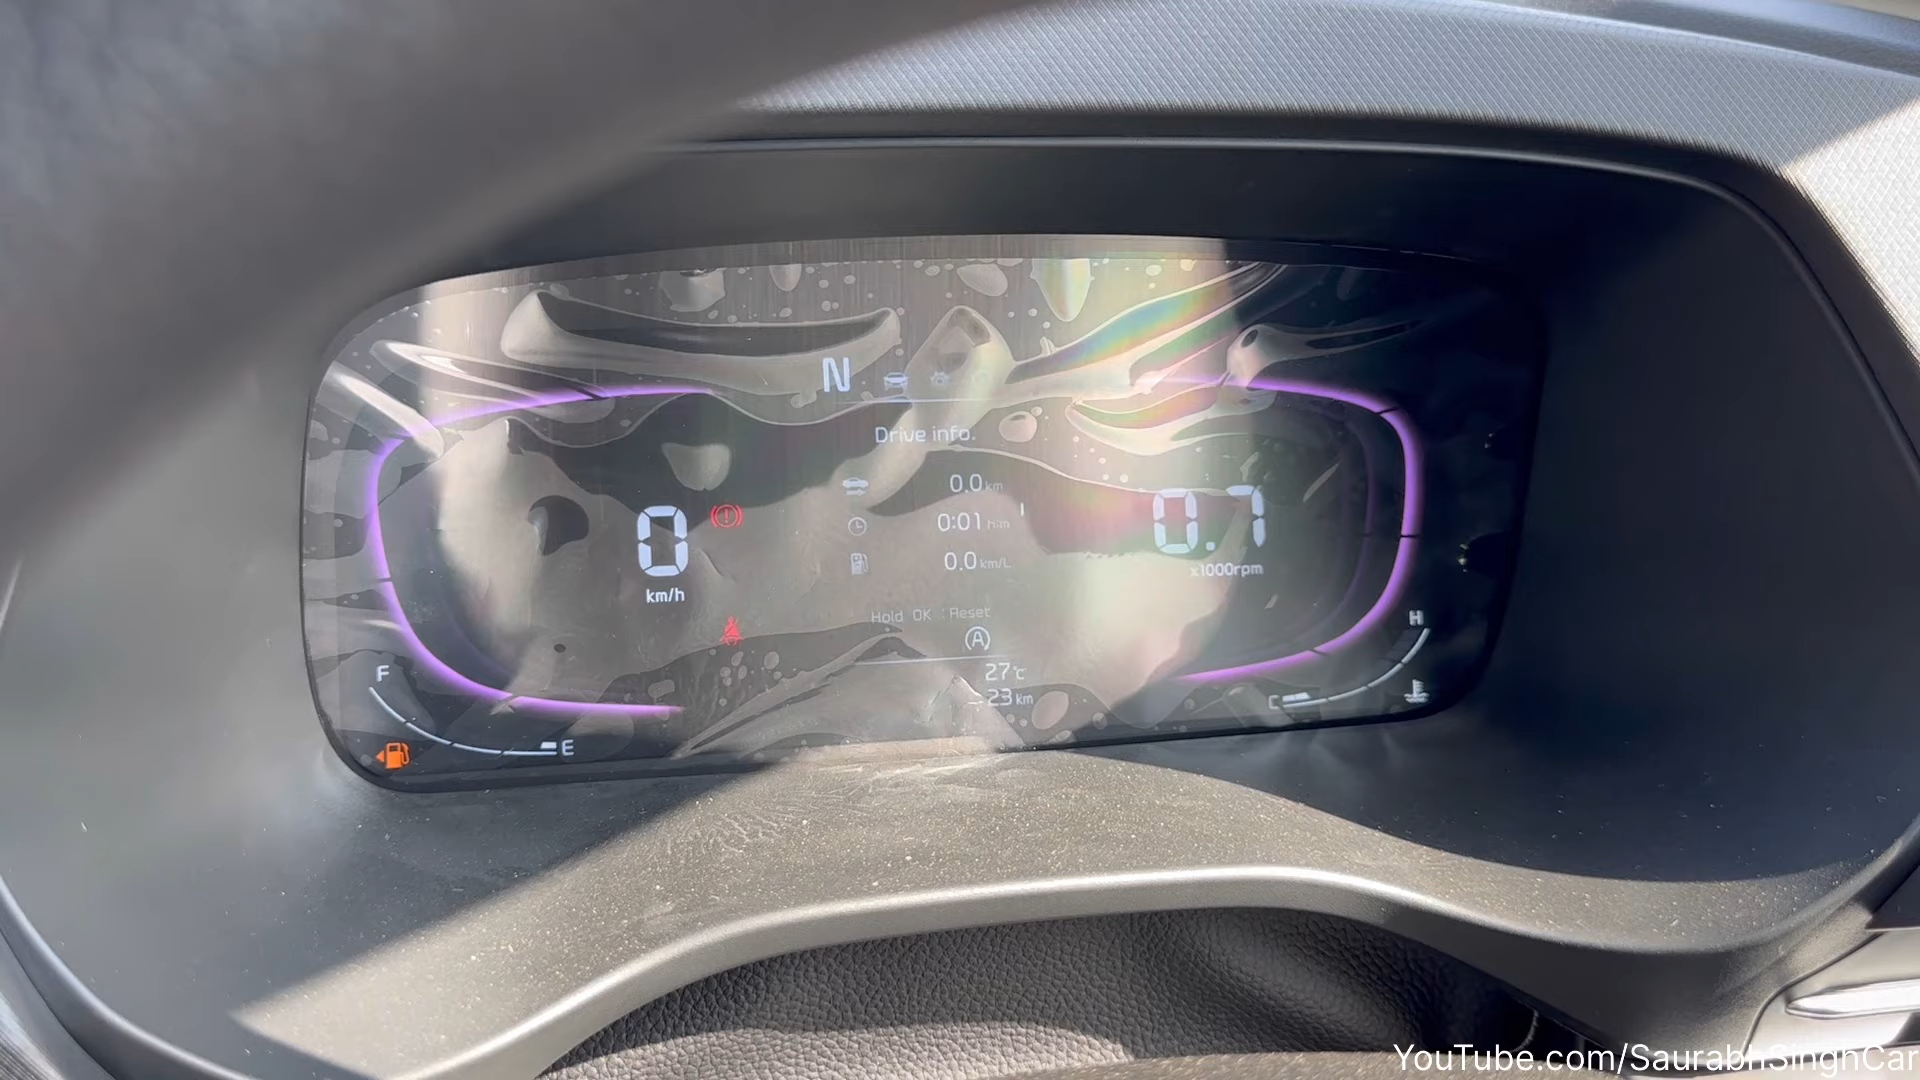 N
Drive info.
0.0 km
0:01 h:m
0.0 km/L
0
km/h
0.7
x1000rpm
Hold OK : Reset
A
27°C
23 km
F
E
H
C
YouTube.com/SaurabhSinghCar